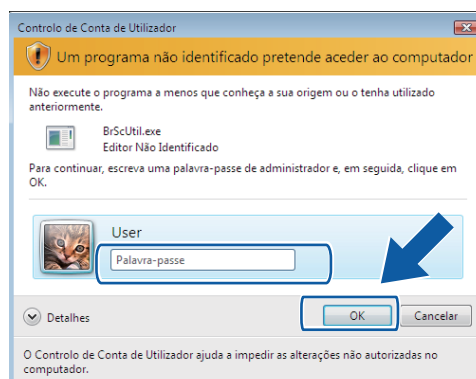 Controlo de Conta de Utilizador
Um programa não identificado pretende aceder ao computador
Não execute o programa a menos que conheça a sua origem ou o tenha utilizado
anteriormente.
BrScUtil.exe
Editor Não Identificado
Para continuar, escreva uma palavra-passe de administrador e, em seguida, clique em
OK.
User
Palavra-passe
Detalhes
OK
Cancelar
O Controlo de Conta de Utilizador ajuda a impedir as alterações não autorizadas no
computador.